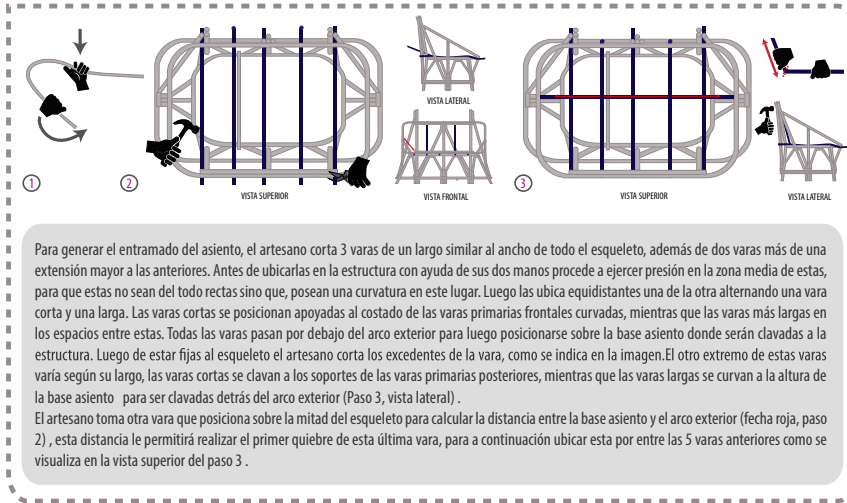 VISTA LATERAL
VISTA SUPERIOR
VISTA FRONTAL
VISTA SUPERIOR
VISTA LATERAL
1
2
3
Para generar el entramado del asiento, el artesano corta 3 varas de un largo similar al ancho de todo el esqueleto, además de dos varas más de una
extensión mayor a las anteriores. Antes de ubicarlas en la estructura con ayuda de sus dos manos procede a ejercer presión en la zona media de estas,
para que estas no sean del todo rectas sino que, posean una curvatura en este lugar. Luego las ubica equidistantes una de la otra alternando una vara
corta y una larga. Las varas cortas se posicionan apoyadas al costado de las varas primarias frontales curvadas, mientras que las varas más largas en
los espacios entre estas. Todas las varas pasan por debajo del arco exterior para luego posicionarse sobre la base asiento donde serán clavadas a la
estructura. Luego de estar fijas al esqueleto el artesano corta los excedentes de la vara, como se indica en la imagen.El otro extremo de estas varas
varía según su largo, las varas cortas se clavan a los soportes de las varas primarias posteriores, mientras que las varas largas se curvan a la altura de
la base asiento para ser clavadas detrás del arco exterior (Paso 3, vista lateral) .
El artesano toma otra vara que posiciona sobre la mitad del esqueleto para calcular la distancia entre la base asiento y el arco exterior (fecha roja, paso
2) , esta distancia le permitirá realizar el primer quiebre de esta última vara, para a continuación ubicar esta por entre las 5 varas anteriores como se
visualiza en la vista superior del paso 3 .